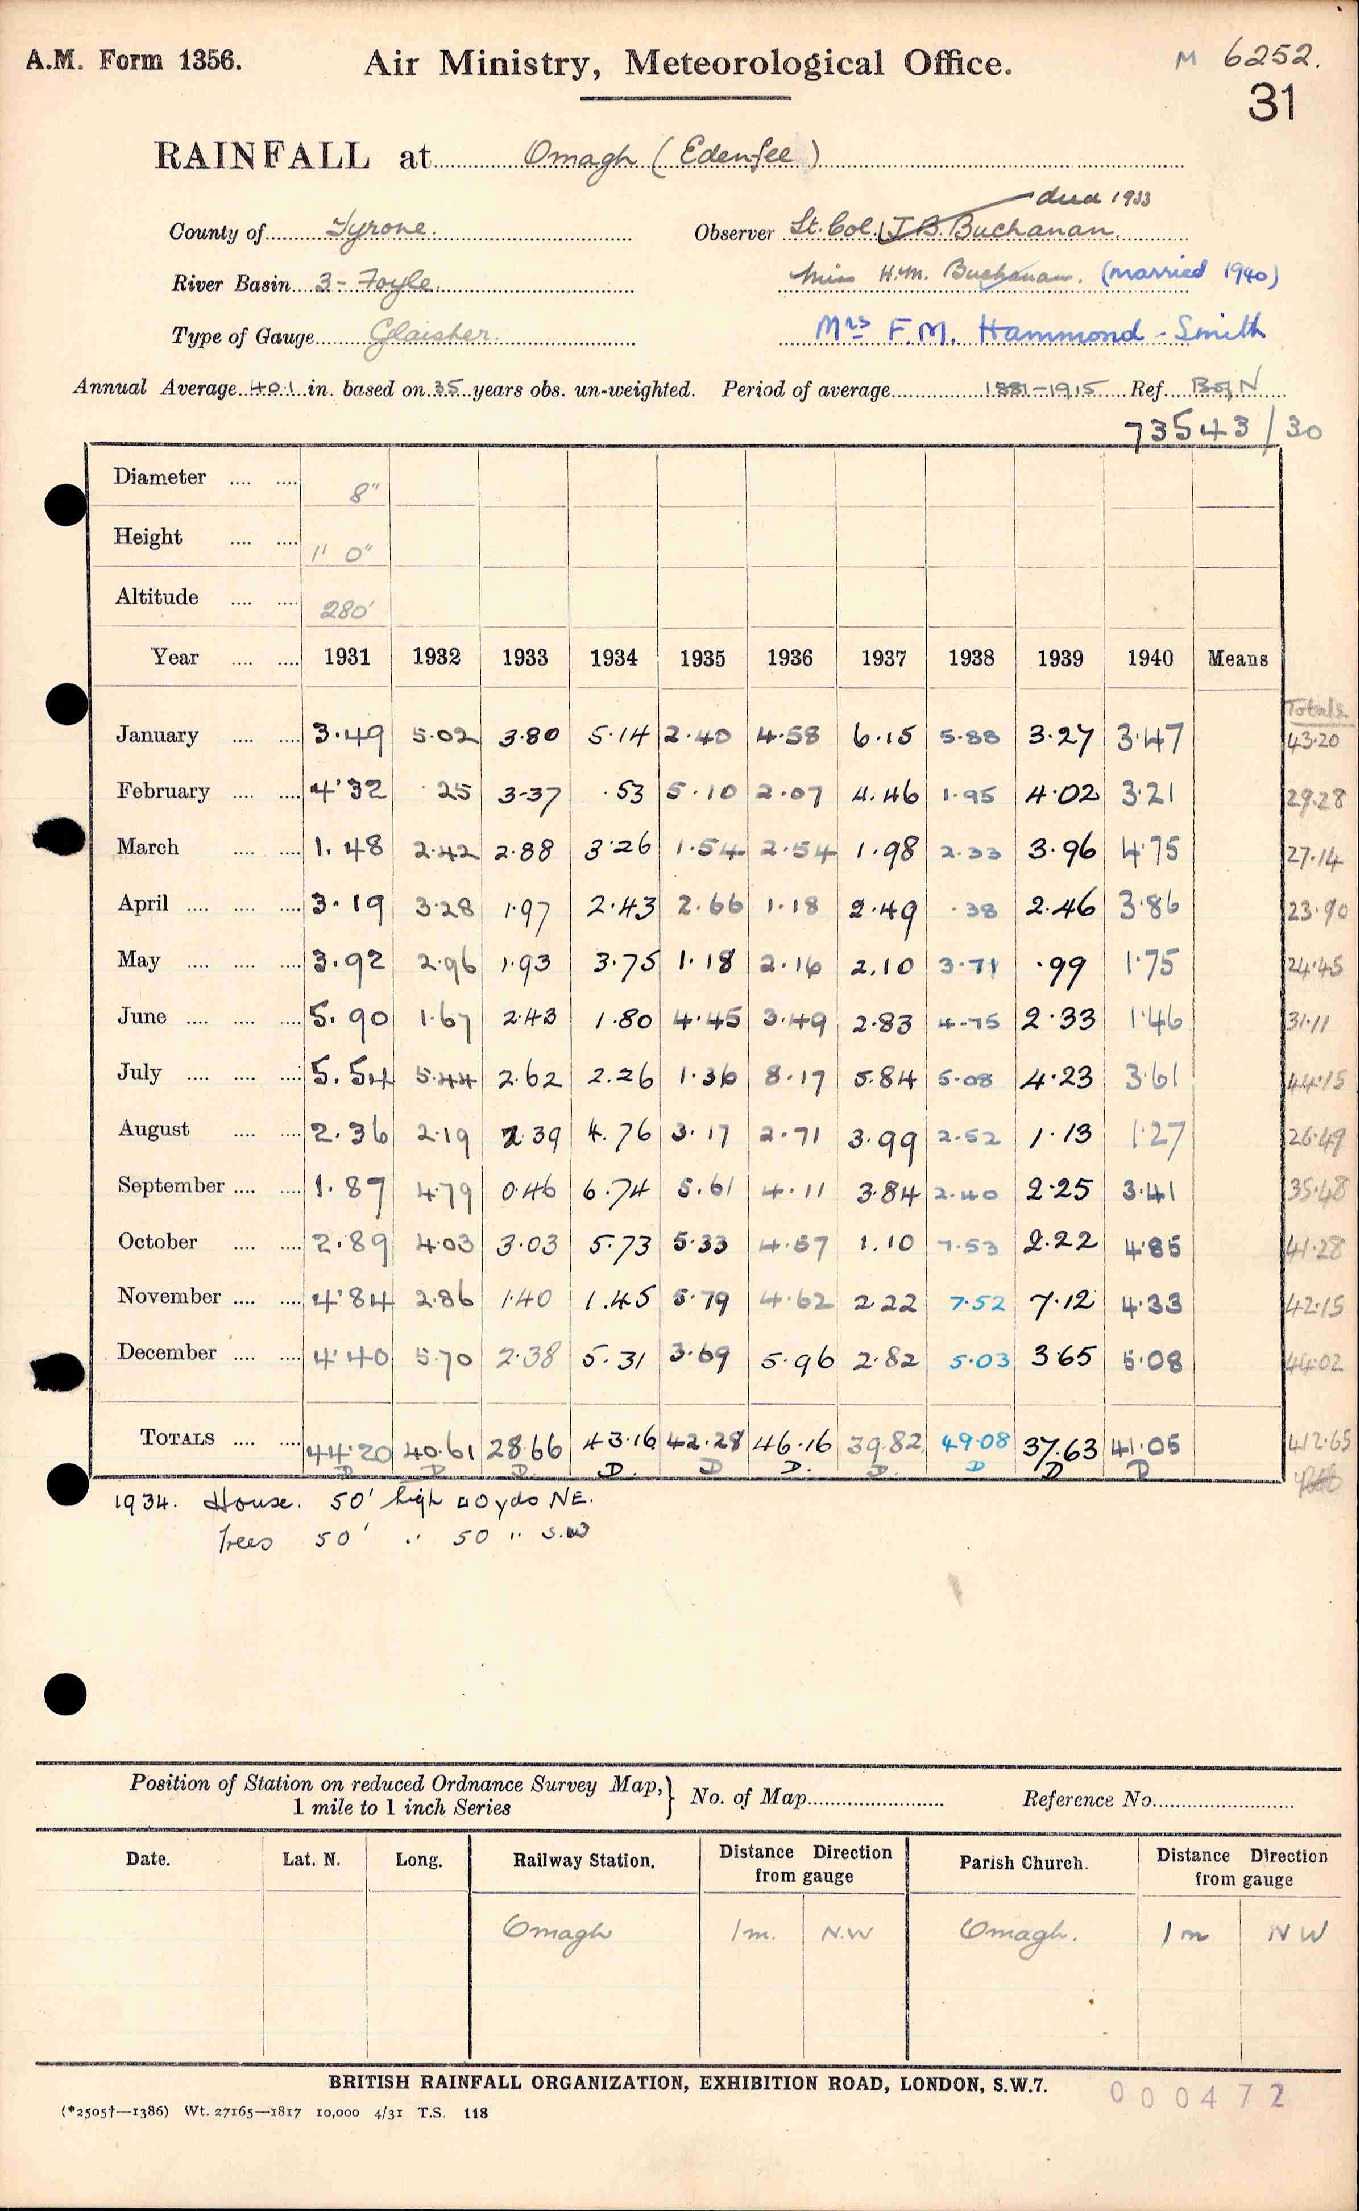 A.M. Form 1356. Air Ministry, Meteorological Office. M 6252.
31
RAINFALL at Omagh (Edenfel)
died 1933
County of Tyrone. Observer Lt. Col. J.B. Buchanan.
River Basin 3 - Foyle. Miss H.M. Buchanan. (married 1940)
Type of Gauge Glaisher. Mrs F.M. Hammond-Smith
Annual Average 40.1 in. based on 35 years obs. un-weighted. Period of average 1881-1915 Ref. B of N
73543/30
Diameter .... .... 8"
Height .... .... 1' 0"
Altitude .... .... 280'
Year .... .... 1931 1932 1933 1934 1935 1936 1937 1938 1939 1940 Means
Totals
January .... .... 3.49 5.02 3.80 5.14 2.40 4.58 6.15 5.88 3.27 3.47 43.20
February .... .... 4.32 .25 3.37 .53 5.10 2.07 4.46 1.95 4.02 3.21 29.28
March .... .... 1.48 2.42 2.88 3.26 1.54 2.54 1.98 2.33 3.96 4.75 27.14
April .... .... .... 3.19 3.28 1.97 2.43 2.66 1.18 2.49 .38 2.46 3.86 23.90
May .... .... .... 3.92 2.96 1.93 3.75 1.18 2.16 2.10 3.71 .99 1.75 24.45
June .... .... .... 5.90 1.67 2.43 1.80 4.45 3.49 2.83 4.75 2.33 1.46 31.11
July .... .... .... 5.54 5.44 2.62 2.26 1.36 8.17 5.84 5.08 4.23 3.61 44.15
August .... .... 2.36 2.19 2.39 4.76 3.17 2.71 3.99 2.52 1.13 1.27 26.49
September .... .... 1.87 4.79 0.46 6.74 5.61 4.11 3.84 2.40 2.25 3.41 35.48
October .... .... 2.89 4.03 3.03 5.73 5.33 4.57 1.10 7.53 2.22 4.85 41.28
November .... .... 4.84 2.86 1.40 1.45 5.79 4.62 2.22 7.52 7.12 4.33 42.15
December .... .... 4.40 5.70 2.38 5.31 3.69 5.96 2.82 5.03 3.65 5.08 44.02
TOTALS .... .... 44.20 40.61 28.66 43.16 42.28 46.16 39.82 49.08 37.63 41.05 412.65
D D D. D. D D. D. D D D
1934. House. 50' high 40 yds NE.
Trees 50' " 50 " S.W
Position of Station on reduced Ordnance Survey Map, } No. of Map Reference No.
1 mile to 1 inch Series
Date. Lat. N. Long. Railway Station. Distance Direction from gauge Parish Church. Distance Direction from gauge
Omagh 1m. N.W Omagh. 1m N W
BRITISH RAINFALL ORGANIZATION, EXHIBITION ROAD, LONDON, S.W.7.
000472
(*2505†—1386) Wt. 27165—1817 10,000 4/31 T.S. 118